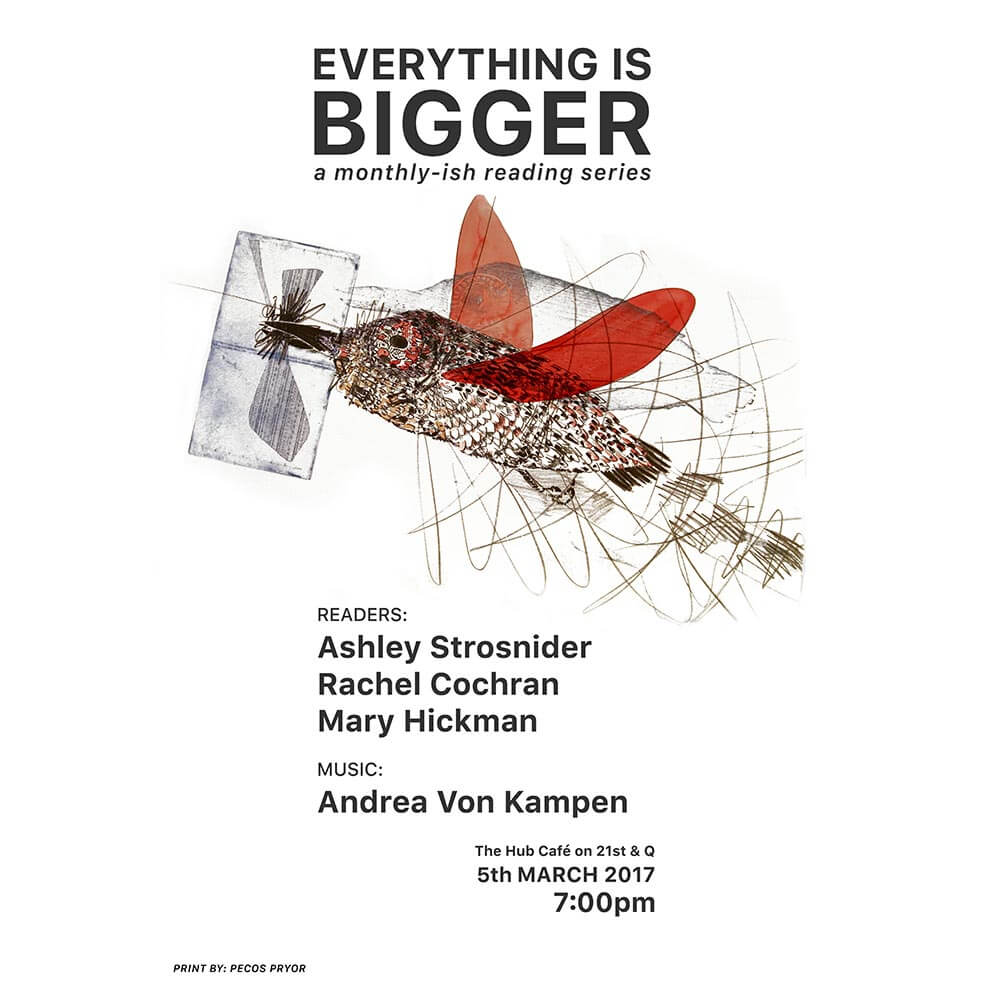 EVERYTHING IS
BIGGER
a monthly-ish reading series
READERS:
Ashley Strosnider
Rachel Cochran
Mary Hickman
MUSIC:
Andrea Von Kampen
The Hub Café on 21st & Q
5th MARCH 2017
7:00pm
PRINT BY: PECOS PRYOR